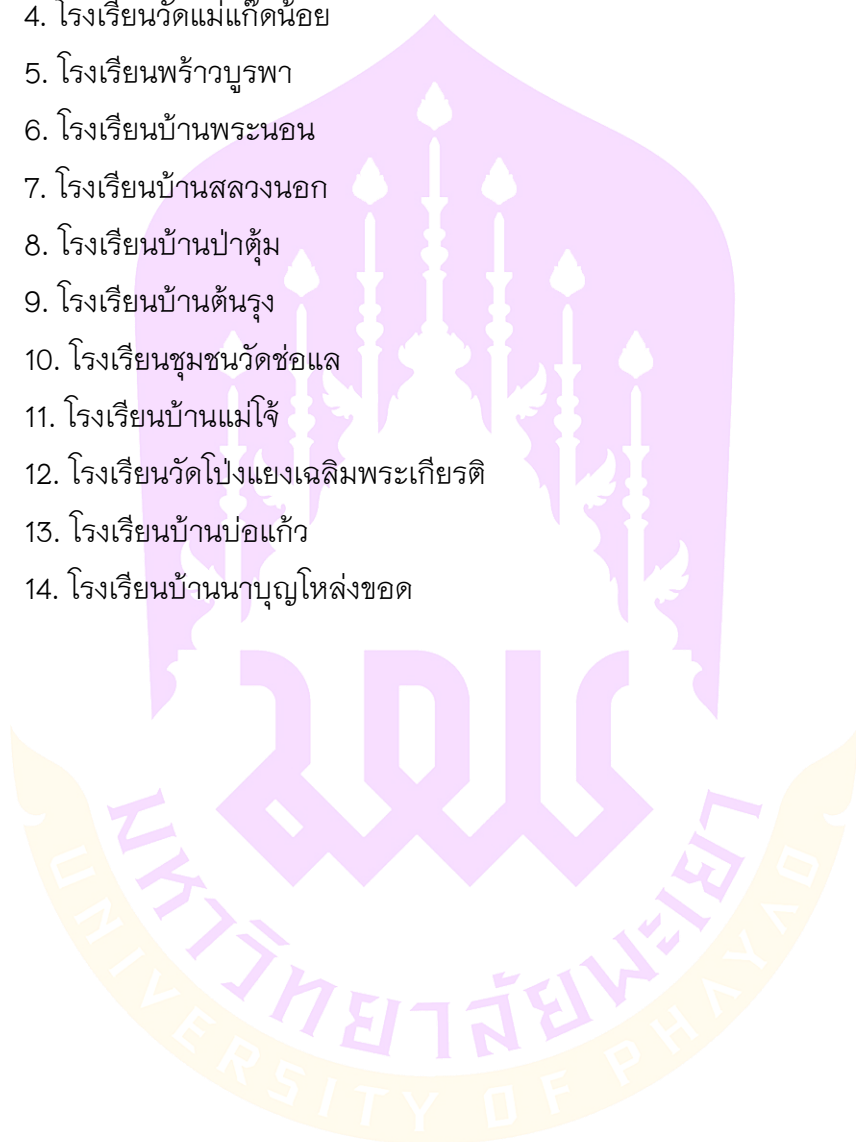 4. โรงเรียนวัดแม่แก๊ดน้อย
5. โรงเรียนพร้าวบูรพา
6. โรงเรียนบ้านพระนอน
7. โรงเรียนบ้านสลวงนอก
8. โรงเรียนบ้านป่าตุ้ม
9. โรงเรียนบ้านต้นรุง
10. โรงเรียนชุมชนวัดช่อแล
11. โรงเรียนบ้านแม่โจ้
12. โรงเรียนวัดโป่งแยงเฉลิมพระเกียรติ
13. โรงเรียนบ้านบ่อแก้ว
14. โรงเรียนบ้านนาบุญโหล่งขอด
มหาวิทยาลัยพะเยา
UNIVERSITY OF PHAYAO